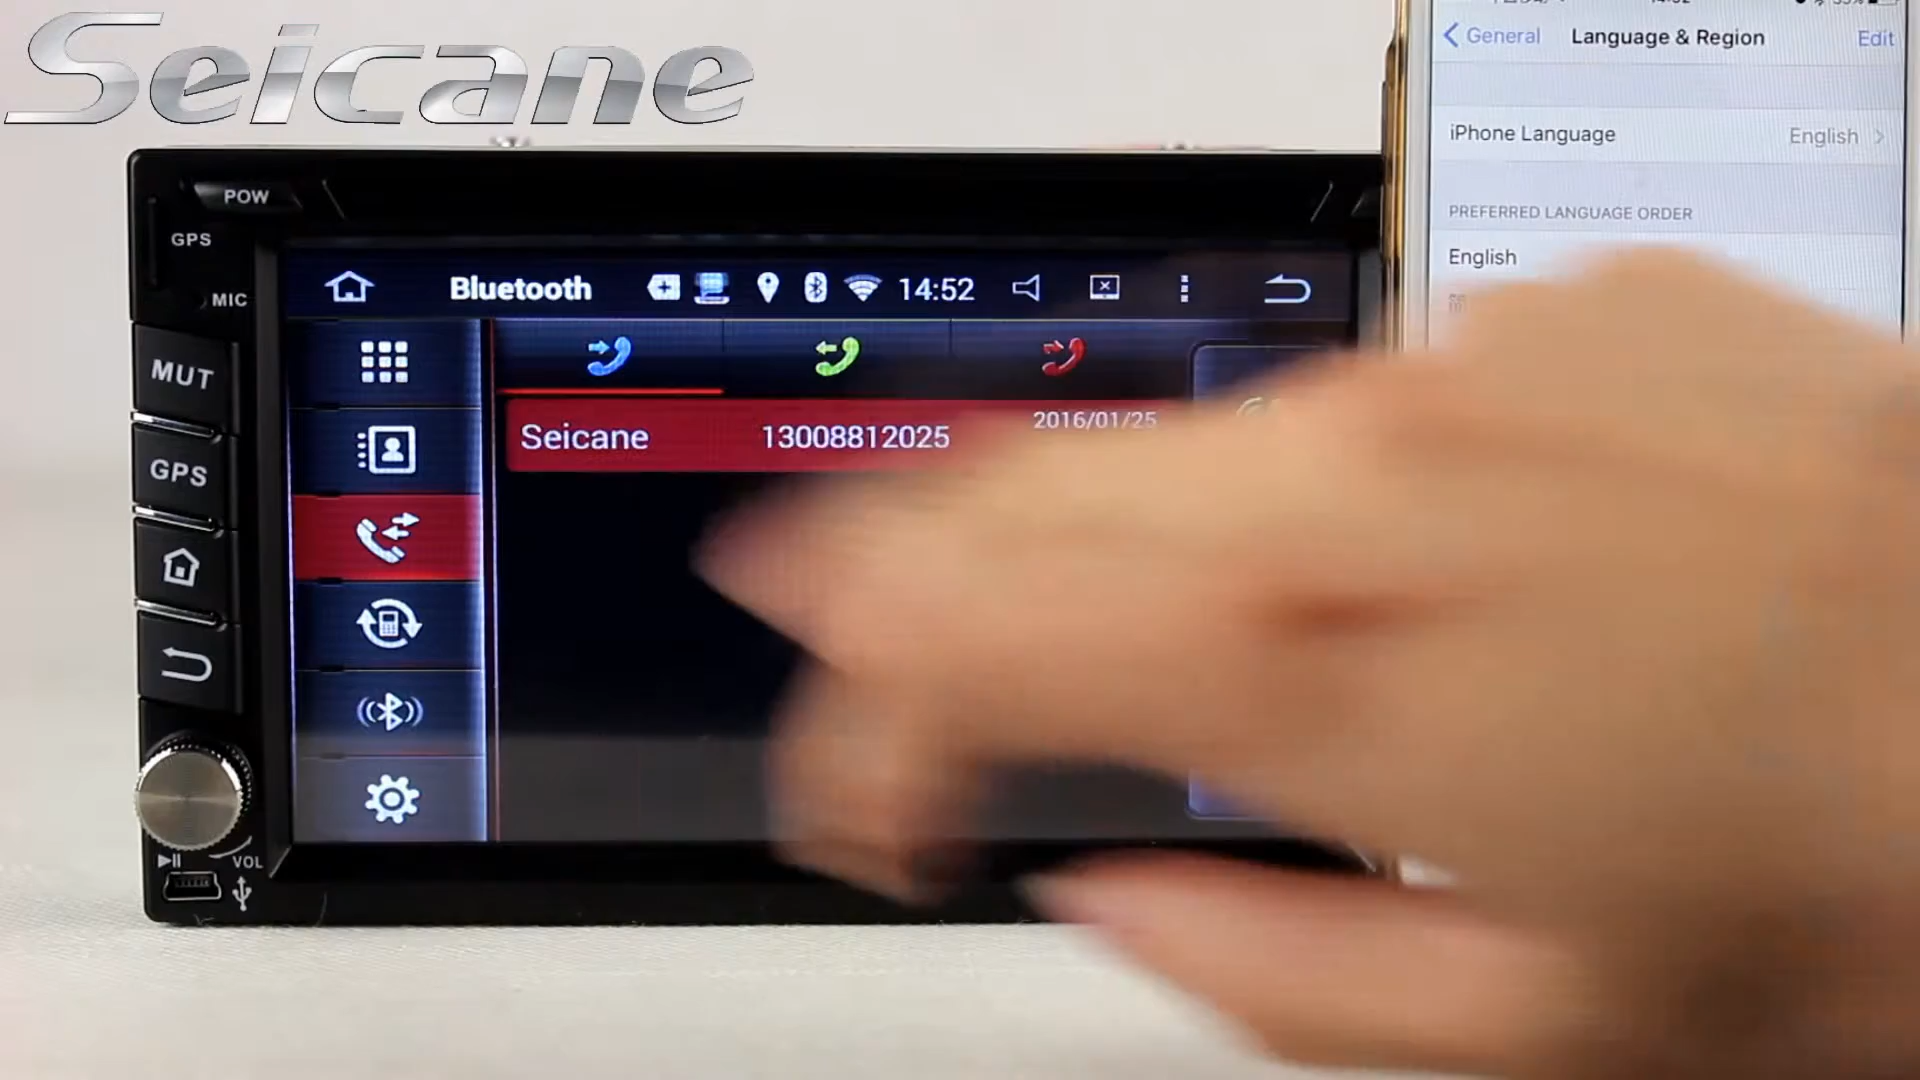 Seicane
General Language & Region Edit
iPhone Language English
PREFERRED LANGUAGE ORDER
English
POW
GPS
MIC
MUT
GPS
VOL
Bluetooth 14:52
Seicane 13008812025 2016/01/25